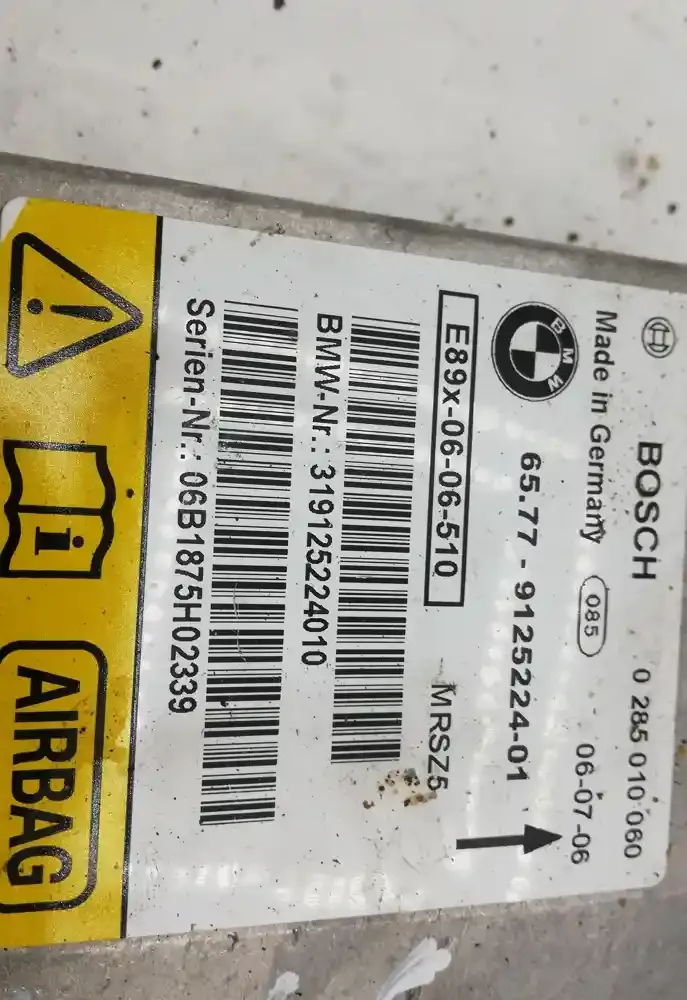 BOSCH 0 285 010 060
Made in Germany 085 06-07-06
BMW 65.77 - 9125224-01
E89x-06-06-510 MRSZ5
BMW-Nr.: 319125224010
Serien-Nr.: 06B1875H02339
i AIRBAG